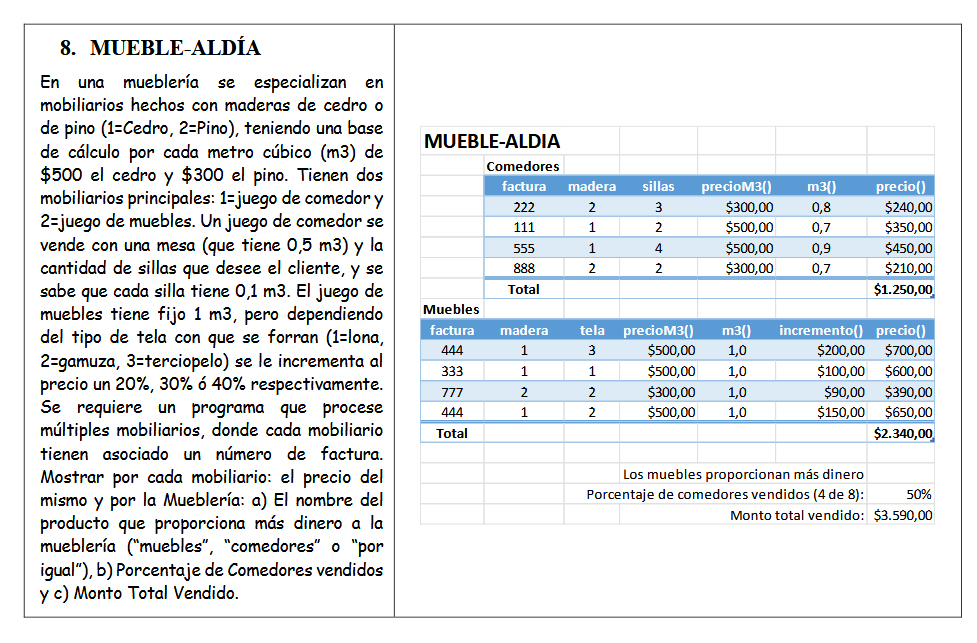 8. MUEBLE-ALDÍA
En una mueblería se especializan en
mobiliarios hechos con maderas de cedro o
de pino (1=Cedro, 2=Pino), teniendo una base
de cálculo por cada metro cúbico (m3) de
$500 el cedro y $300 el pino. Tienen dos
mobiliarios principales: 1=juego de comedor y
2=juego de muebles. Un juego de comedor se
vende con una mesa (que tiene 0,5 m3) y la
cantidad de sillas que desee el cliente, y se
sabe que cada silla tiene 0,1 m3. El juego de
muebles tiene fijo 1 m3, pero dependiendo
del tipo de tela con que se forran (1=lona,
2=gamuza, 3=terciopelo) se le incrementa al
precio un 20%, 30% ó 40% respectivamente.
Se requiere un programa que procese
múltiples mobiliarios, donde cada mobiliario
tienen asociado un número de factura.
Mostrar por cada mobiliario: el precio del
mismo y por la Mueblería: a) El nombre del
producto que proporciona más dinero a la
mueblería ("muebles", "comedores" o "por
igual"), b) Porcentaje de Comedores vendidos
y c) Monto Total Vendido.
MUEBLE-ALDIA
Comedores
factura madera sillas precioM3() m3() precio()
222 2 3 $300,00 0,8 $240,00
111 1 2 $500,00 0,7 $350,00
555 1 4 $500,00 0,9 $450,00
888 2 2 $300,00 0,7 $210,00
Total $1.250,00
Muebles
factura madera tela precioM3() m3() incremento() precio()
444 1 3 $500,00 1,0 $200,00 $700,00
333 1 1 $500,00 1,0 $100,00 $600,00
777 2 2 $300,00 1,0 $90,00 $390,00
444 1 2 $500,00 1,0 $150,00 $650,00
Total $2.340,00
Los muebles proporcionan más dinero
Porcentaje de comedores vendidos (4 de 8): 50%
Monto total vendido: $3.590,00